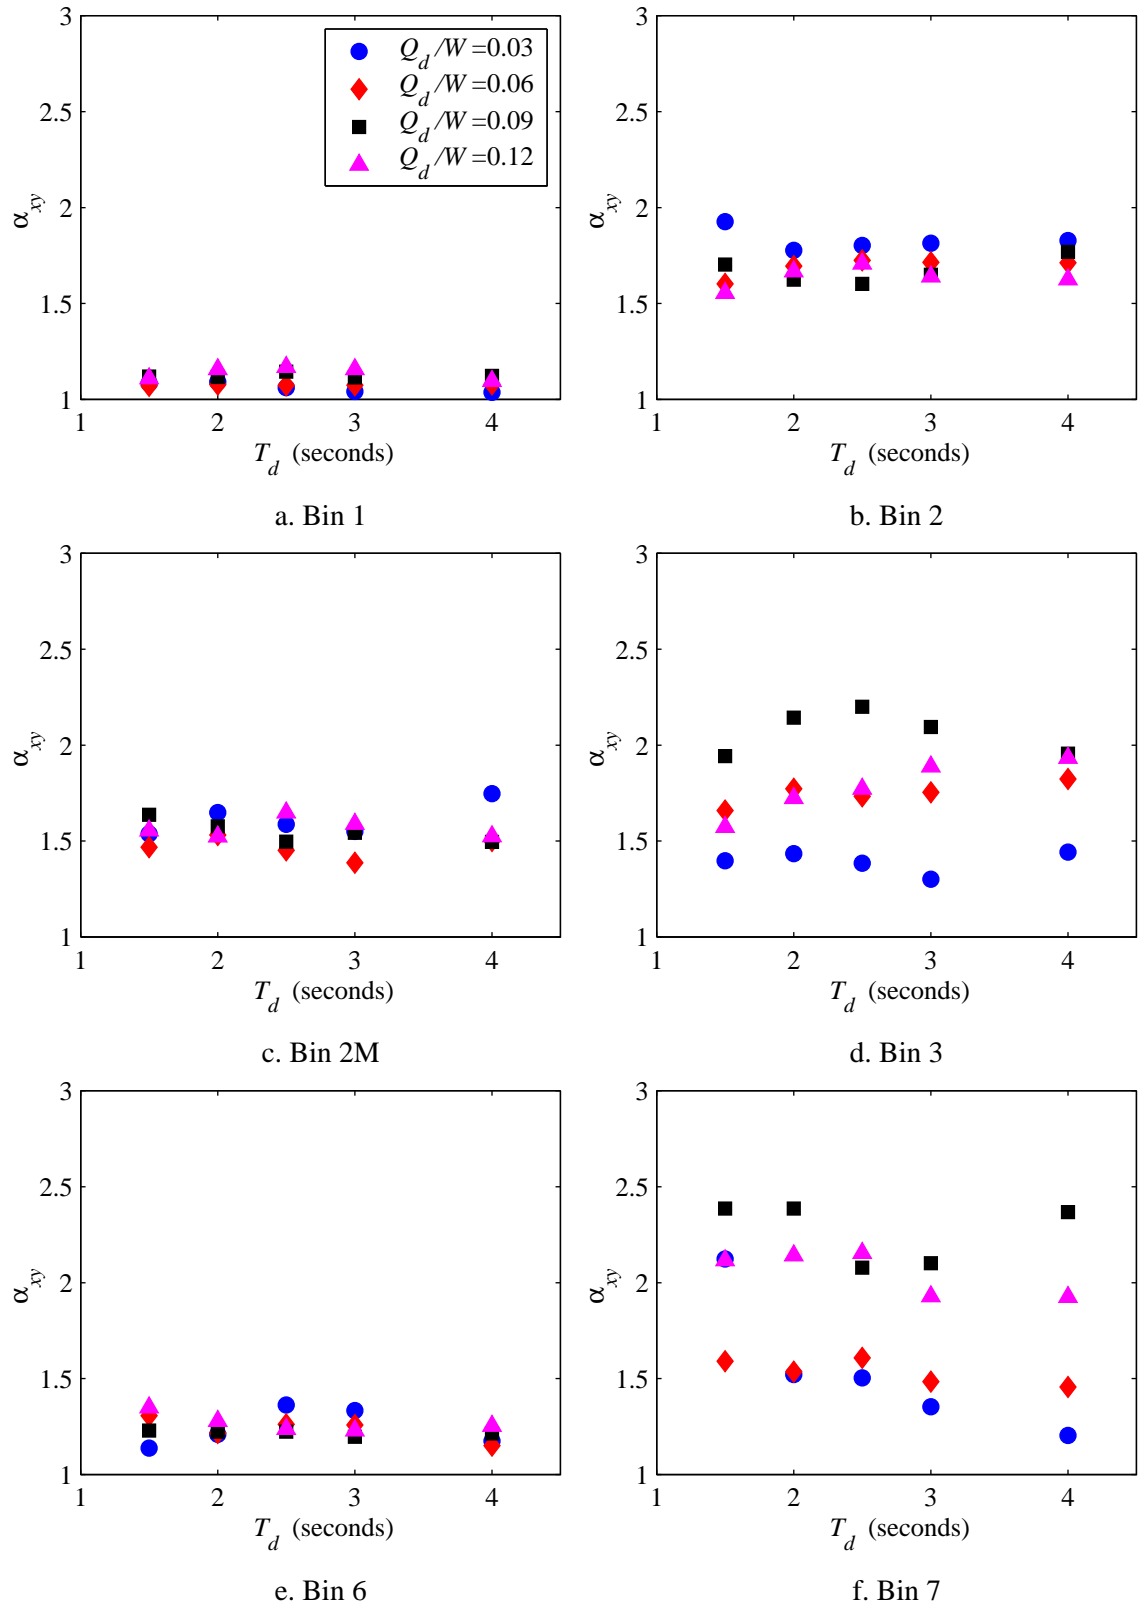 3
2.5
2
1.5
1
α_xy
1 2 3 4
T_d (seconds)
Q_d/W=0.03
Q_d/W=0.06
Q_d/W=0.09
Q_d/W=0.12
a. Bin 1
3
2.5
2
1.5
1
α_xy
1 2 3 4
T_d (seconds)
b. Bin 2
3
2.5
2
1.5
1
α_xy
1 2 3 4
T_d (seconds)
c. Bin 2M
3
2.5
2
1.5
1
α_xy
1 2 3 4
T_d (seconds)
d. Bin 3
3
2.5
2
1.5
1
α_xy
1 2 3 4
T_d (seconds)
e. Bin 6
3
2.5
2
1.5
1
α_xy
1 2 3 4
T_d (seconds)
f. Bin 7